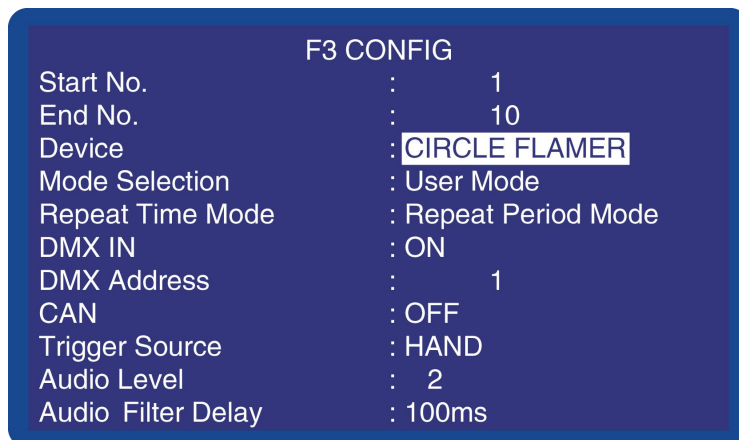 F3 CONFIG
Start No. : 1
End No. : 10
Device : CIRCLE FLAMER
Mode Selection : User Mode
Repeat Time Mode : Repeat Period Mode
DMX IN : ON
DMX Address : 1
CAN : OFF
Trigger Source : HAND
Audio Level : 2
Audio Filter Delay : 100ms